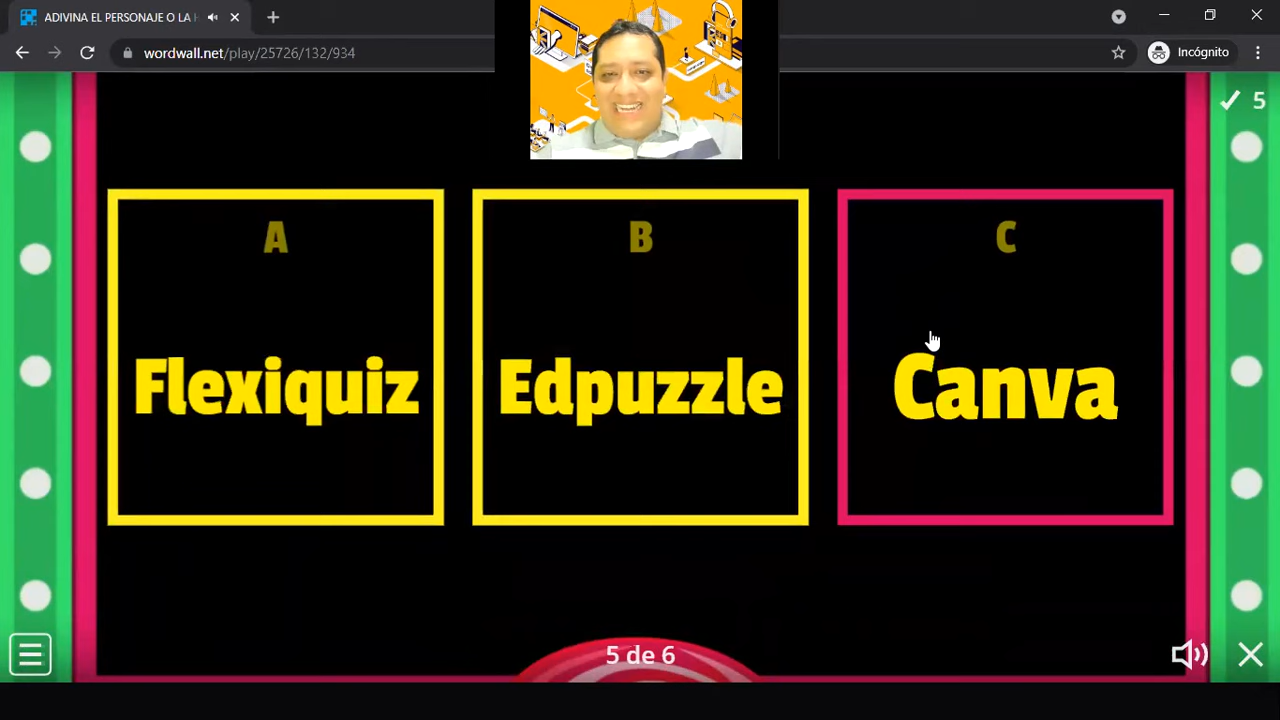 ADIVINA EL PERSONAJE O LA H
wordwall.net/play/25726/132/934
Incógnito
5
A
B
C
Flexiquiz
Edpuzzle
Canva
5 de 6